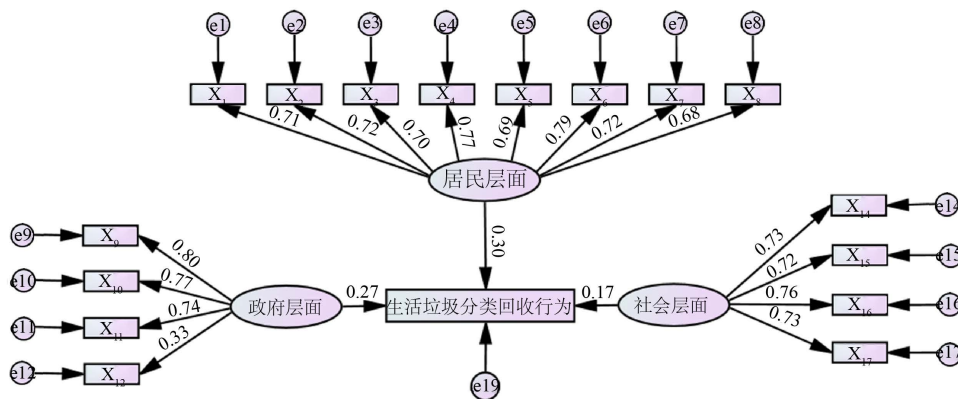 e1 e2 e3 e4 e5 e6 e7 e8
X₁ X₂ X₃ X₄ X₅ X₆ X₇ X₈
0.71 0.72 0.70 0.77 0.69 0.79 0.72 0.68
居民层面
0.30
e9 X₉ 0.80
e10 X₁₀ 0.77
e11 X₁₁ 0.74
e12 X₁₂ 0.33
政府层面
0.27
生活垃圾分类回收行为
0.17
社会层面
0.73 X₁₄ e14
0.72 X₁₅ e15
0.76 X₁₆ e16
0.73 X₁₇ e17
e19